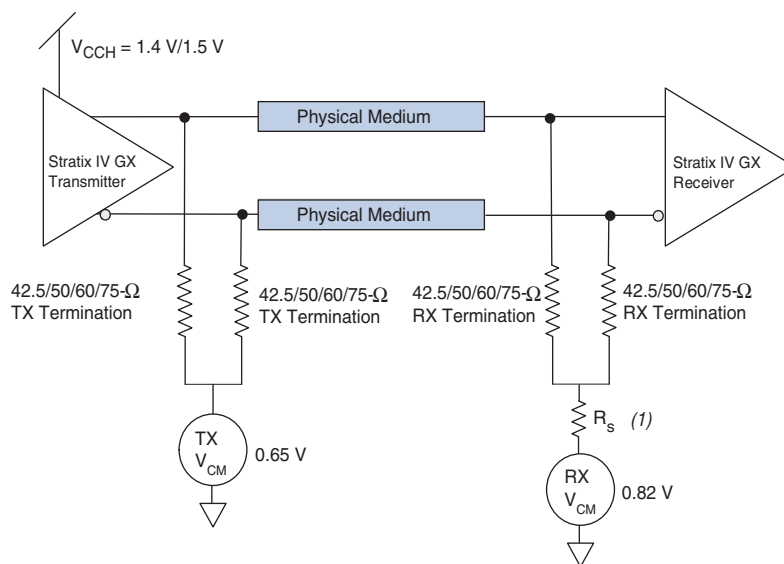 V_CCH = 1.4 V/1.5 V
Physical Medium
Stratix IV GX
Transmitter
Stratix IV GX
Receiver
Physical Medium
42.5/50/60/75-Ω
TX Termination
42.5/50/60/75-Ω
TX Termination
42.5/50/60/75-Ω
RX Termination
42.5/50/60/75-Ω
RX Termination
R_s (1)
TX
V_CM
0.65 V
RX
V_CM
0.82 V